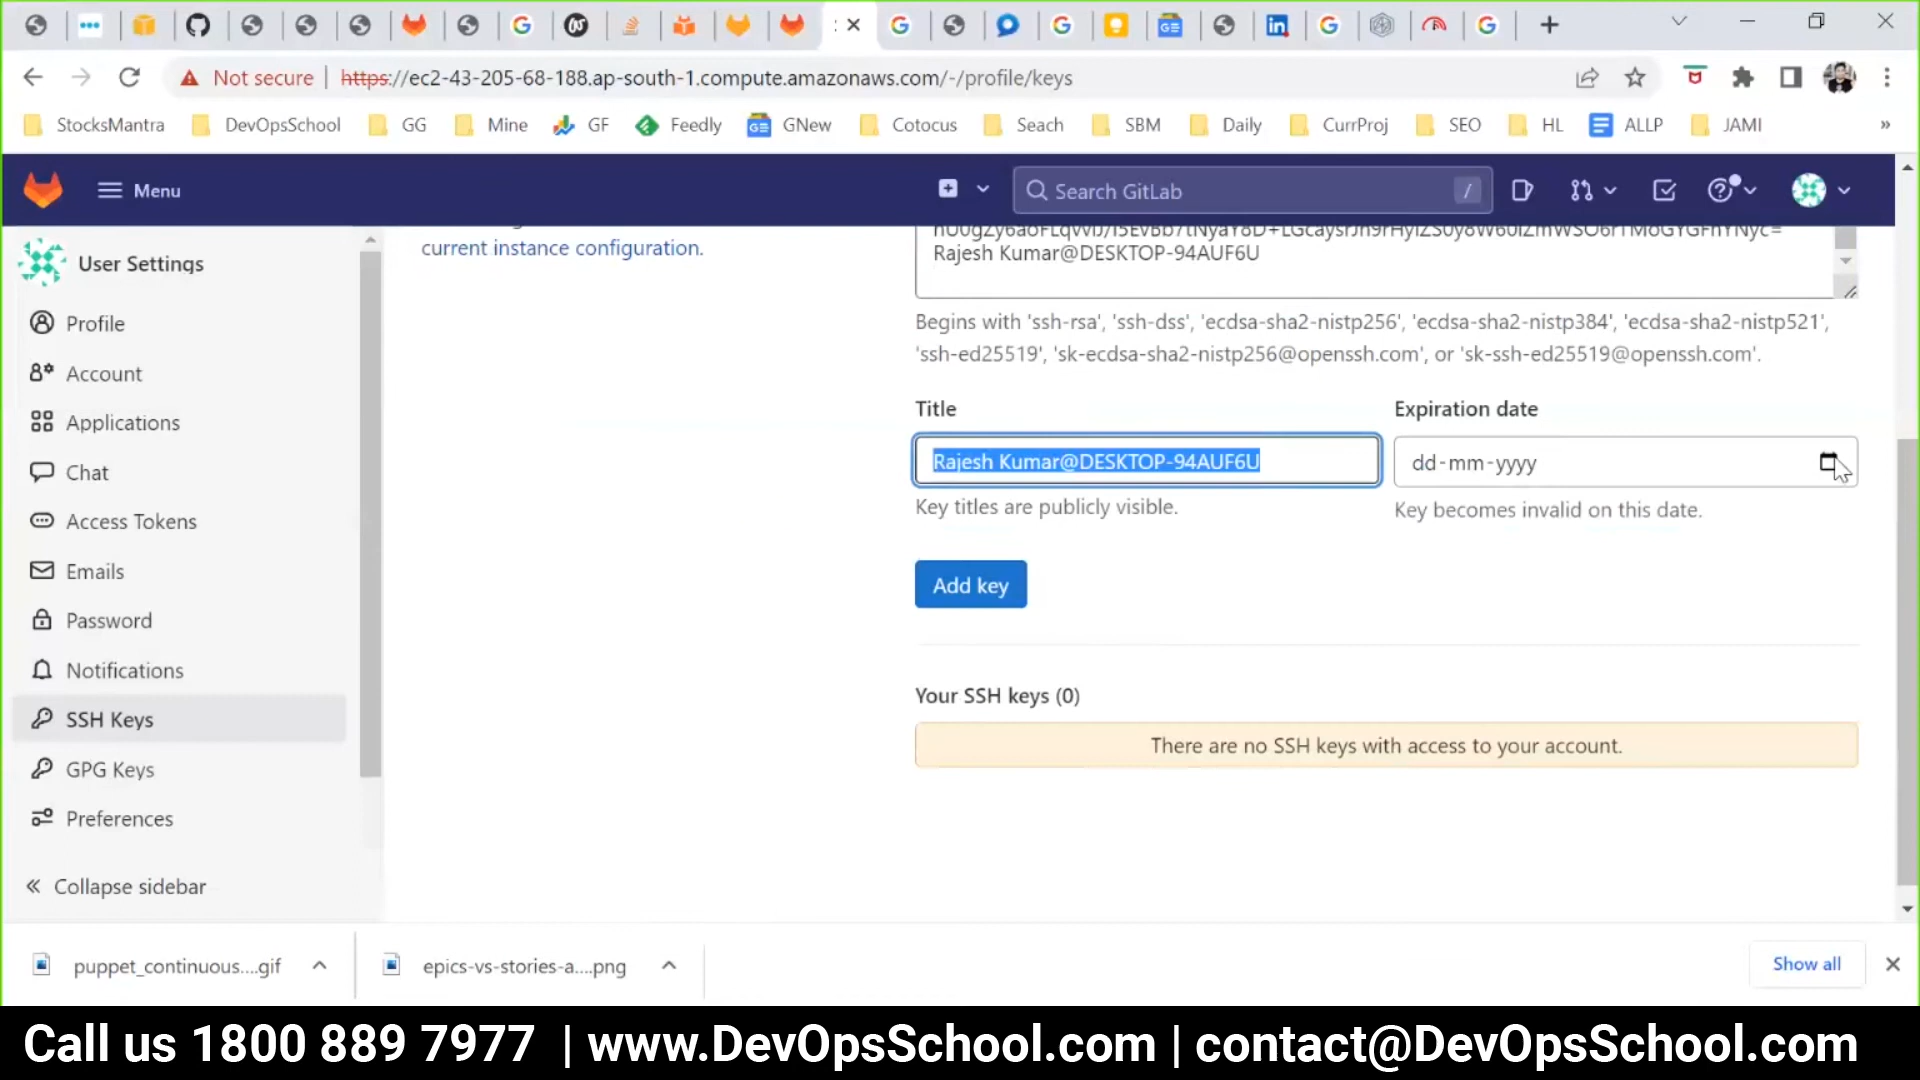 Not secure | https://ec2-43-205-68-188.ap-south-1.compute.amazonaws.com/-/profile/keys
StocksMantra DevOpsSchool GG Mine GF Feedly GNew Cotocus Seach SBM Daily CurrProj SEO HL ALLP JAMI »
Menu
Search GitLab /
User Settings
Profile
Account
Applications
Chat
Access Tokens
Emails
Password
Notifications
SSH Keys
GPG Keys
Preferences
Collapse sidebar
current instance configuration.
Rajesh Kumar@DESKTOP-94AUF6U
Begins with 'ssh-rsa', 'ssh-dss', 'ecdsa-sha2-nistp256', 'ecdsa-sha2-nistp384', 'ecdsa-sha2-nistp521',
'ssh-ed25519', 'sk-ecdsa-sha2-nistp256@openssh.com', or 'sk-ssh-ed25519@openssh.com'.
Title Expiration date
Rajesh Kumar@DESKTOP-94AUF6U dd-mm-yyyy
Key titles are publicly visible. Key becomes invalid on this date.
Add key
Your SSH keys (0)
There are no SSH keys with access to your account.
puppet_continuous....gif epics-vs-stories-a....png Show all
Call us 1800 889 7977 | www.DevOpsSchool.com | contact@DevOpsSchool.com